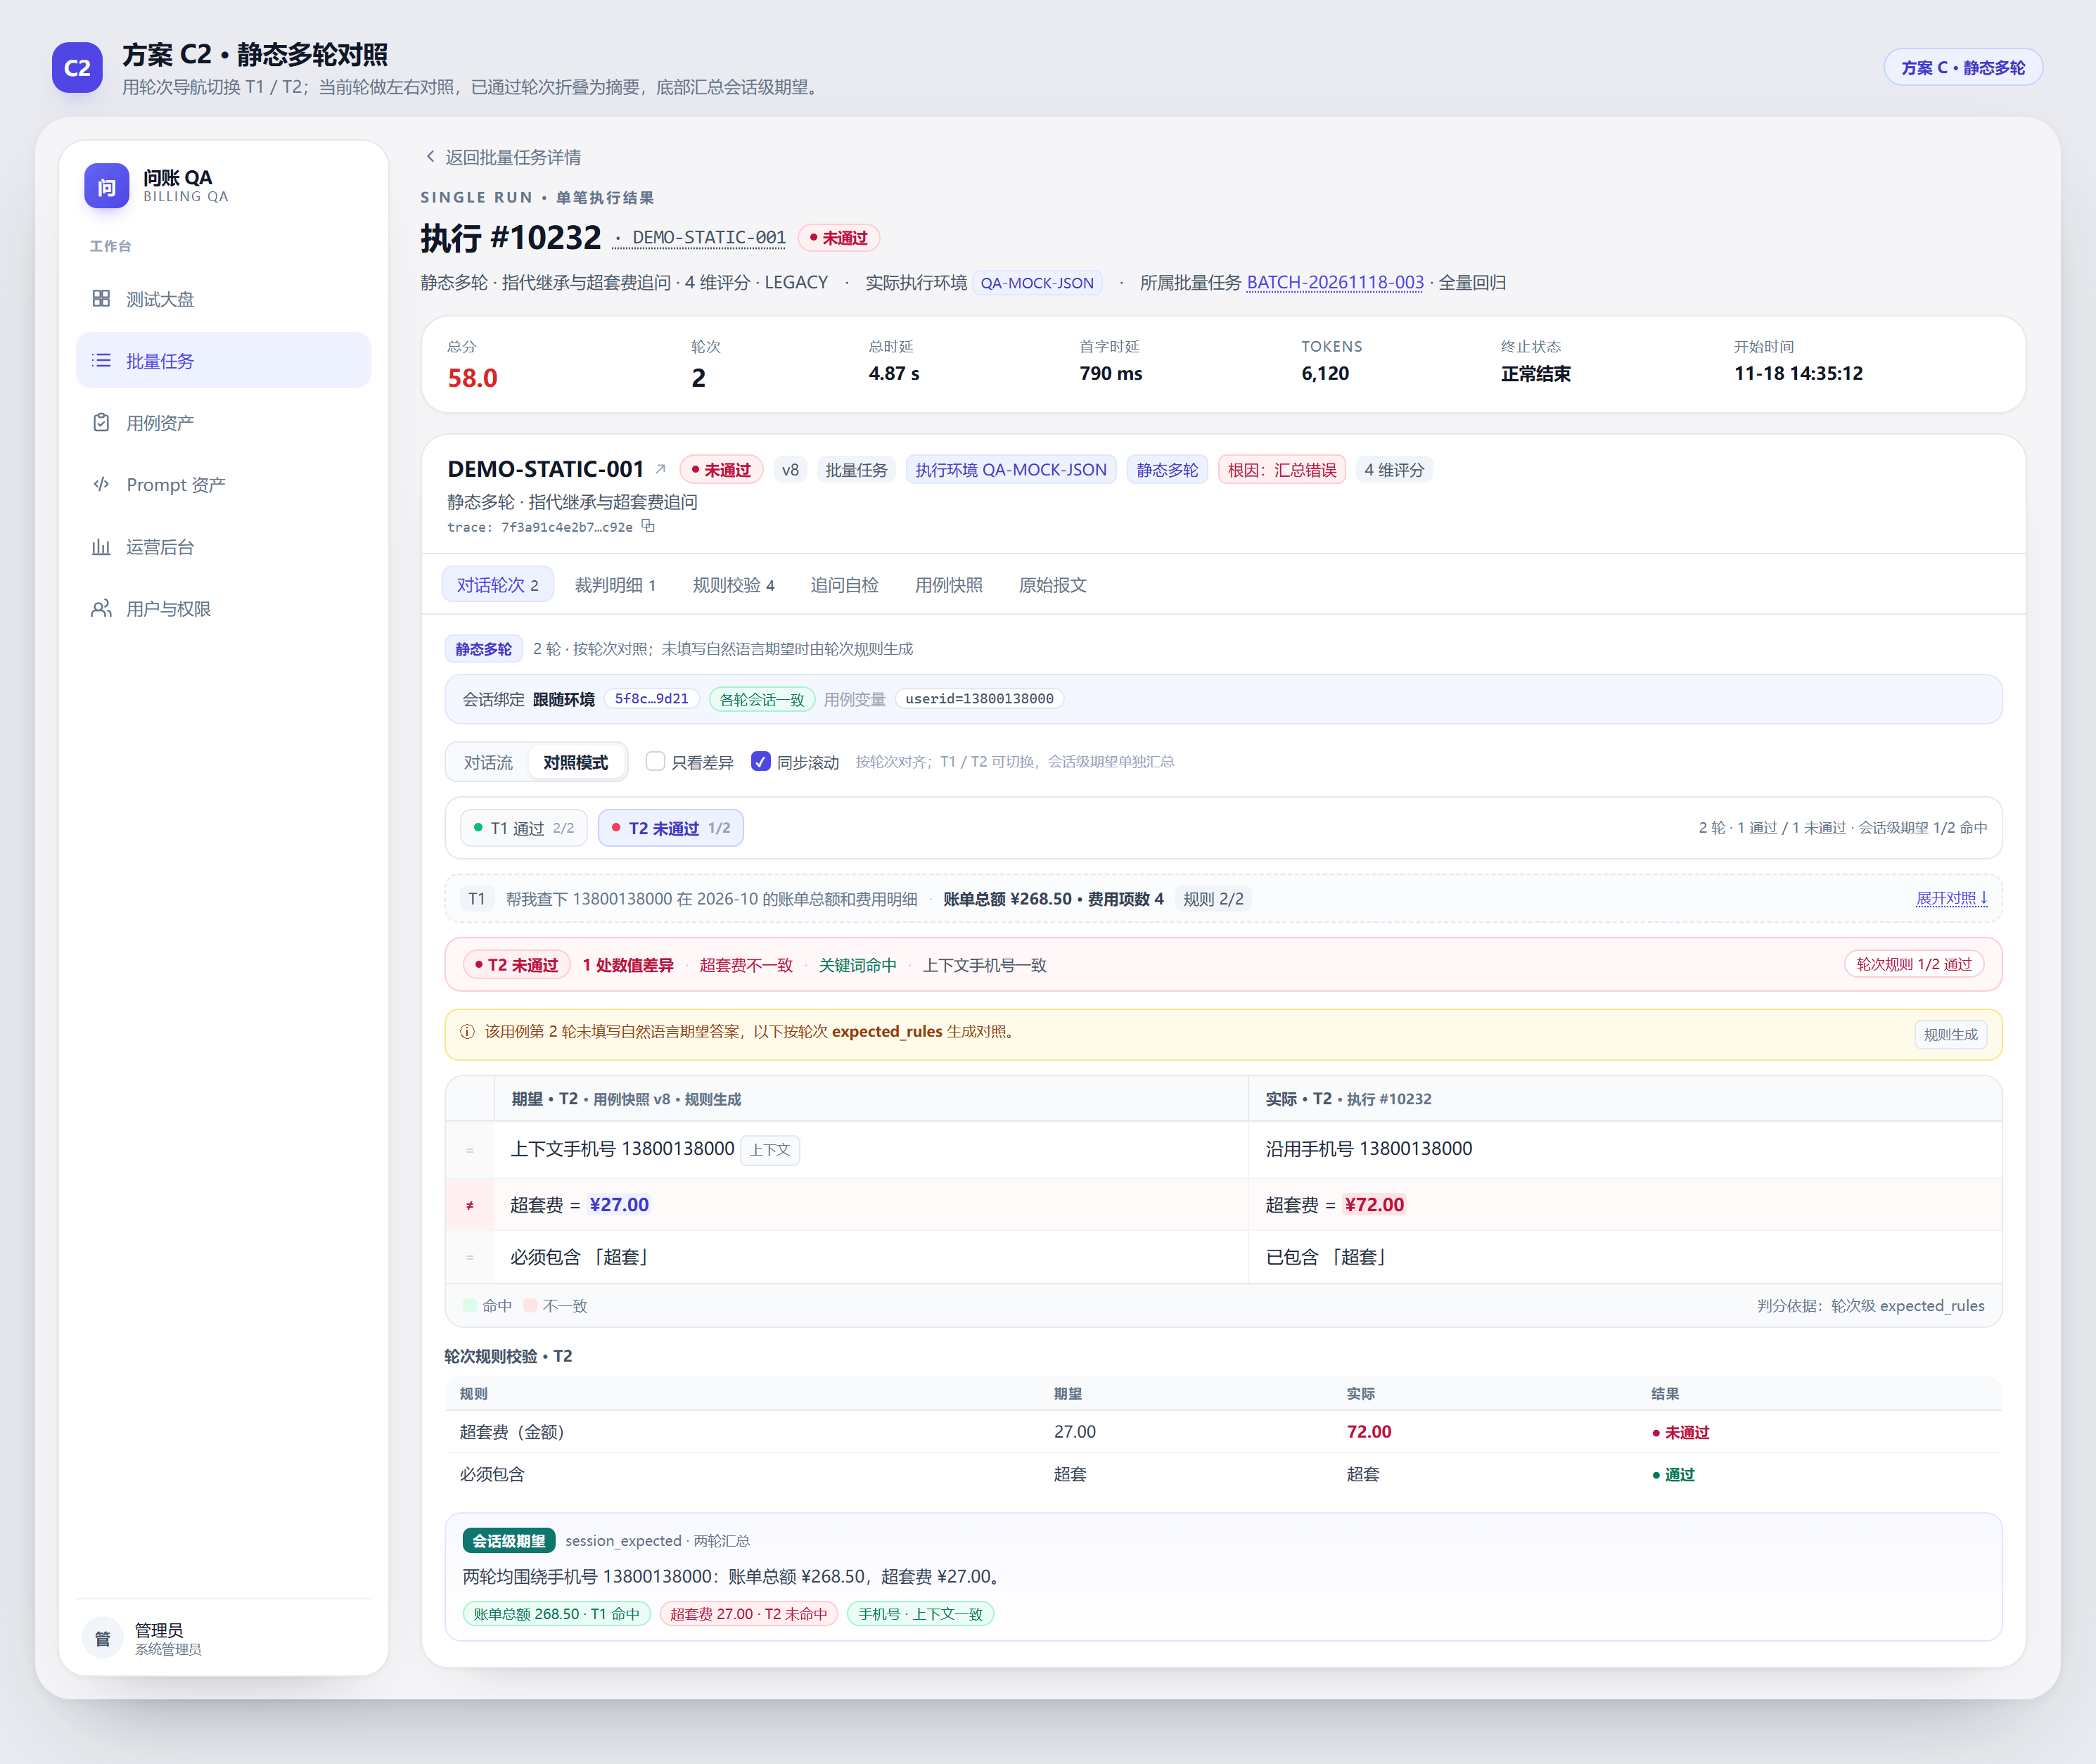 C2
方案 C2 • 静态多轮对照
用轮次导航切换 T1 / T2；当前轮做左右对照，已通过轮次折叠为摘要，底部汇总会话级期望。
方案 C • 静态多轮
问
问账 QA
BILLING QA
工作台
测试大盘
批量任务
用例资产
Prompt 资产
运营后台
用户与权限
管
管理员
系统管理员
返回批量任务详情
SINGLE RUN • 单笔执行结果
执行 #10232 · DEMO-STATIC-001 未通过
静态多轮 · 指代继承与超套费追问 · 4 维评分 · LEGACY · 实际执行环境 QA-MOCK-JSON · 所属批量任务 BATCH-20261118-003 · 全量回归
总分 轮次 总时延 首字时延 TOKENS 终止状态 开始时间
58.0 2 4.87 s 790 ms 6,120 正常结束 11-18 14:35:12
DEMO-STATIC-001 ↗ 未通过 v8 批量任务 执行环境 QA-MOCK-JSON 静态多轮 根因：汇总错误 4 维评分
静态多轮 · 指代继承与超套费追问
trace: 7f3a91c4e2b7…c92e
对话轮次 2 裁判明细 1 规则校验 4 追问自检 用例快照 原始报文
静态多轮 2 轮 · 按轮次对照；未填写自然语言期望时由轮次规则生成
会话绑定 跟随环境 5f8c…9d21 各轮会话一致 用例变量 userid=13800138000
对话流 对照模式 只看差异 同步滚动 按轮次对齐；T1 / T2 可切换，会话级期望单独汇总
T1 通过 2/2 T2 未通过 1/2 2 轮 · 1 通过 / 1 未通过 · 会话级期望 1/2 命中
T1 帮我查下 13800138000 在 2026-10 的账单总额和费用明细 · 账单总额 ¥268.50 • 费用项数 4 规则 2/2 展开对照 ↓
T2 未通过 1 处数值差异 · 超套费不一致 · 关键词命中 · 上下文手机号一致 轮次规则 1/2 通过
该用例第 2 轮未填写自然语言期望答案，以下按轮次 expected_rules 生成对照。 规则生成
期望 • T2 • 用例快照 v8 • 规则生成 实际 • T2 • 执行 #10232
= 上下文手机号 13800138000 上下文 沿用手机号 13800138000
≠ 超套费 = ¥27.00 超套费 = ¥72.00
= 必须包含 「超套」 已包含 「超套」
命中 不一致 判分依据：轮次级 expected_rules
轮次规则校验 • T2
规则 期望 实际 结果
超套费（金额） 27.00 72.00 未通过
必须包含 超套 超套 通过
会话级期望 session_expected · 两轮汇总
两轮均围绕手机号 13800138000：账单总额 ¥268.50，超套费 ¥27.00。
账单总额 268.50 · T1 命中 超套费 27.00 · T2 未命中 手机号 · 上下文一致